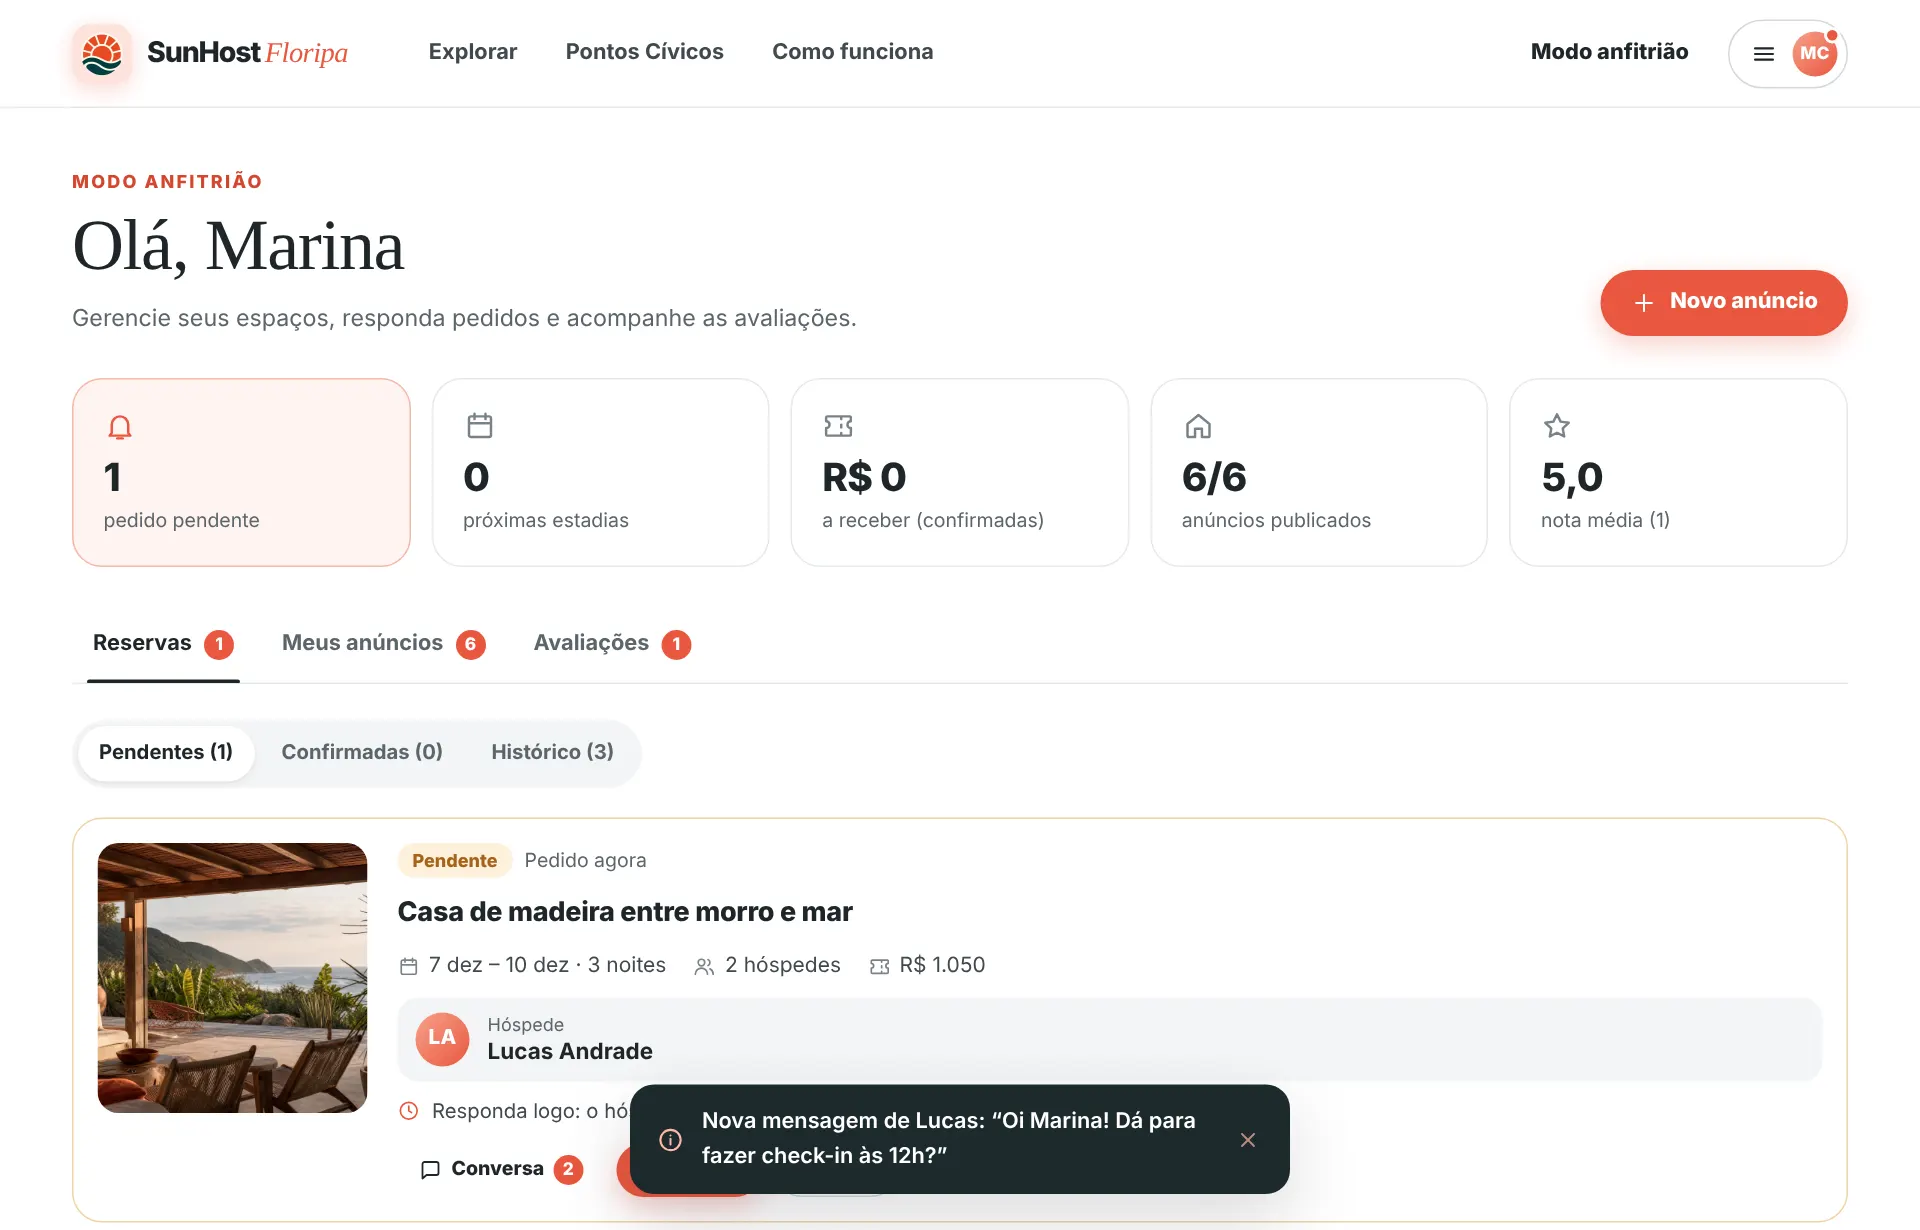 SunHost Floripa
Explorar
Pontos Cívicos
Como funciona
Modo anfitrião
MC
MODO ANFITRIÃO
Olá, Marina
Gerencie seus espaços, responda pedidos e acompanhe as avaliações.
Novo anúncio
1
pedido pendente
0
próximas estadias
R$ 0
a receber (confirmadas)
6/6
anúncios publicados
5,0
nota média (1)
Reservas 1
Meus anúncios 6
Avaliações 1
Pendentes (1)
Confirmadas (0)
Histórico (3)
Pendente Pedido agora
Casa de madeira entre morro e mar
7 dez – 10 dez · 3 noites 2 hóspedes R$ 1.050
LA
Hóspede
Lucas Andrade
Responda logo: o
Conversa 2
Nova mensagem de Lucas: “Oi Marina! Dá para
fazer check-in às 12h?”